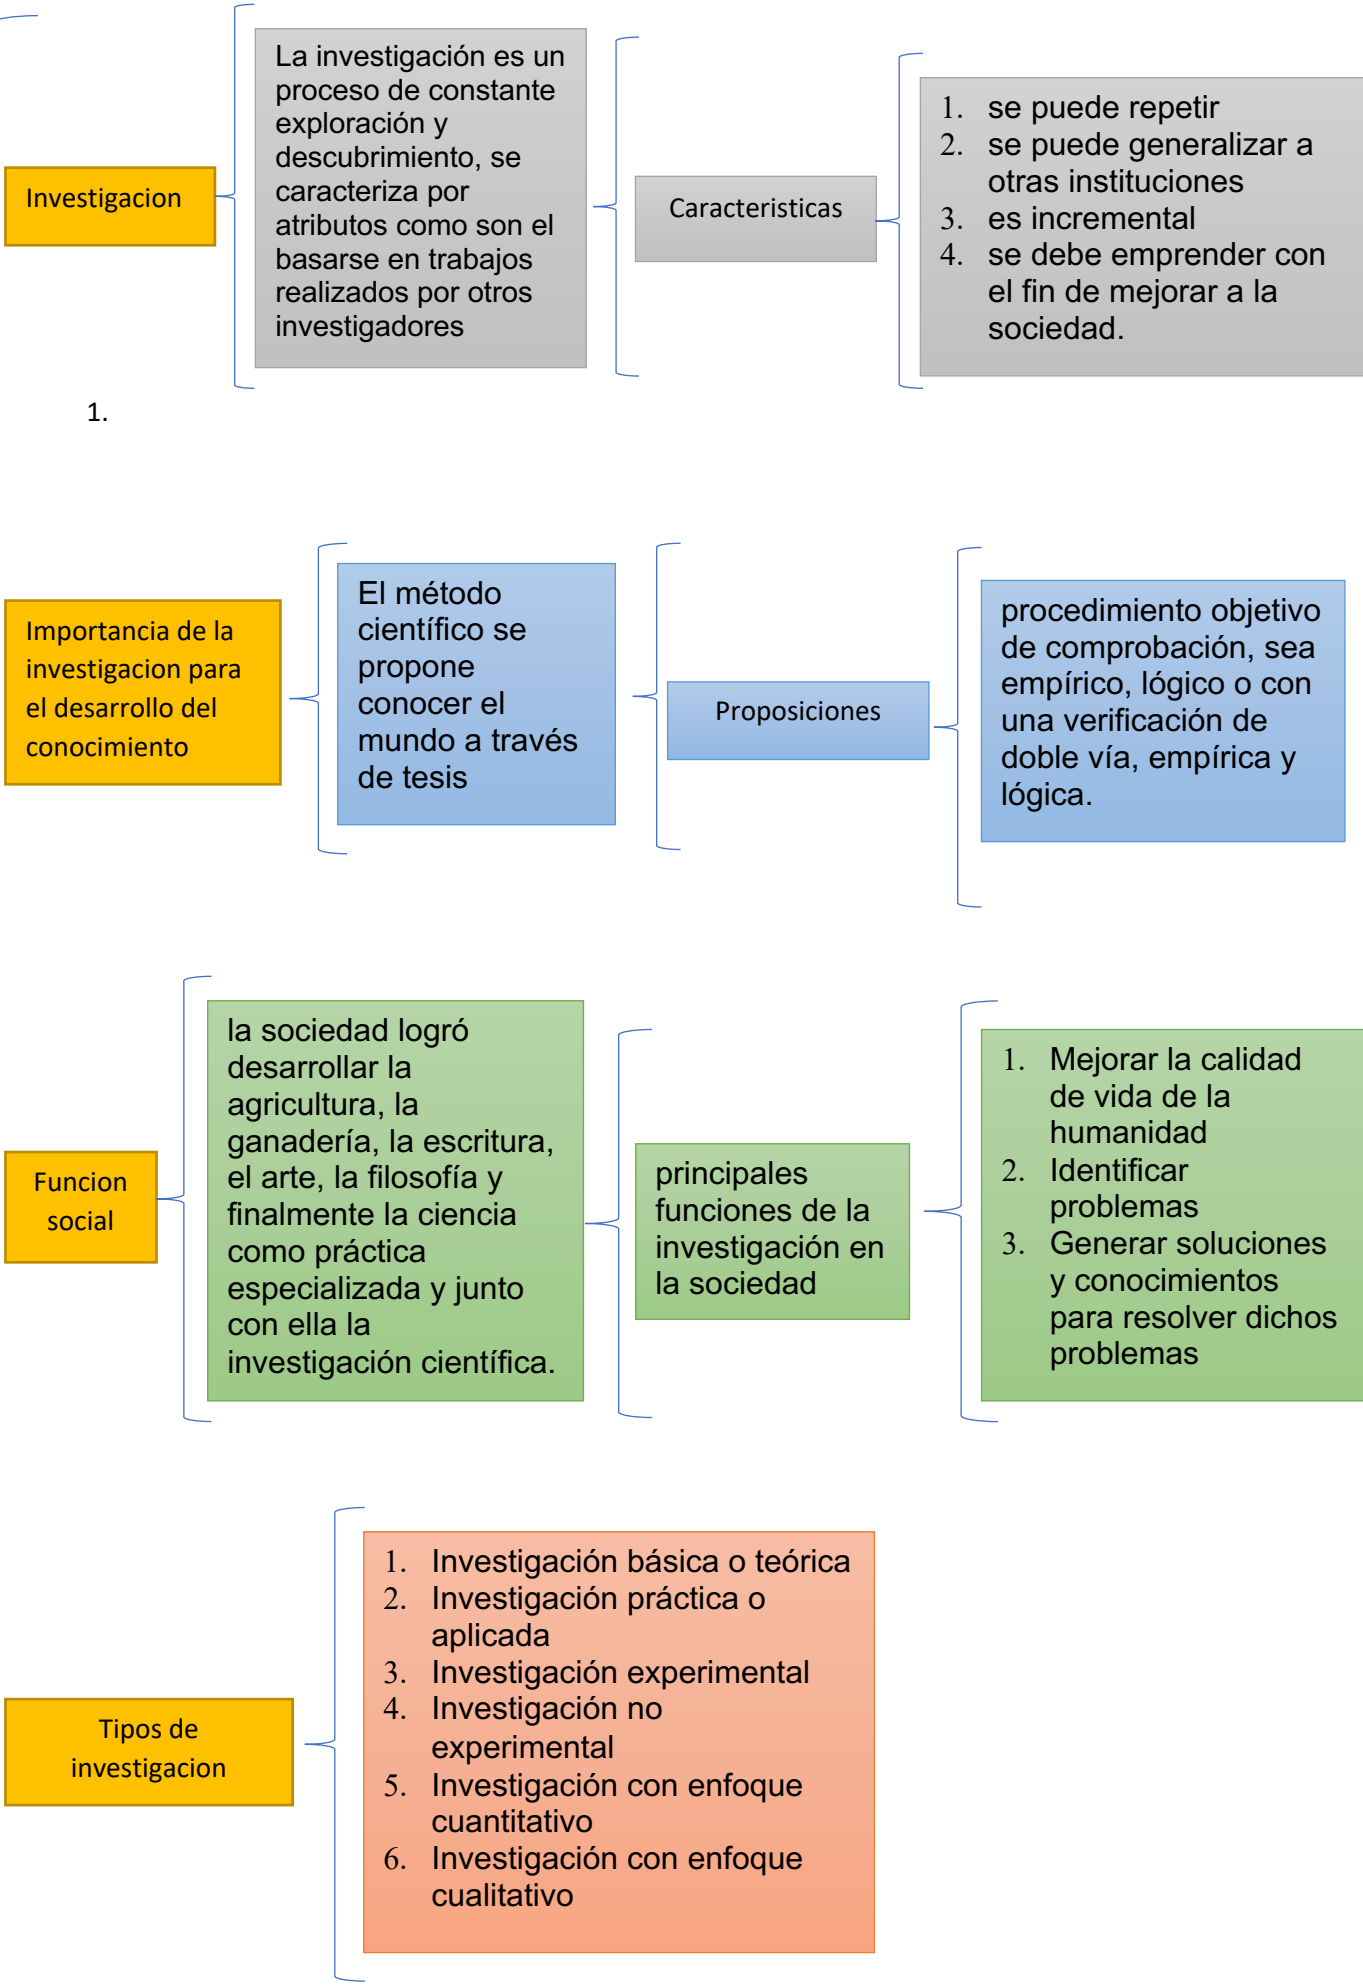 Investigacion
La investigación es un
proceso de constante
exploración y
descubrimiento, se
caracteriza por
atributos como son el
basarse en trabajos
realizados por otros
investigadores
Caracteristicas
1. se puede repetir
2. se puede generalizar a
otras instituciones
3. es incremental
4. se debe emprender con
el fin de mejorar a la
sociedad.
1.
Importancia de la
investigacion para
el desarrollo del
conocimiento
El método
científico se
propone
conocer el
mundo a través
de tesis
Proposiciones
procedimiento objetivo
de comprobación, sea
empírico, lógico o con
una verificación de
doble vía, empírica y
lógica.
Funcion
social
la sociedad logró
desarrollar la
agricultura, la
ganadería, la escritura,
el arte, la filosofía y
finalmente la ciencia
como práctica
especializada y junto
con ella la
investigación científica.
principales
funciones de la
investigación en
la sociedad
1. Mejorar la calidad
de vida de la
humanidad
2. Identificar
problemas
3. Generar soluciones
y conocimientos
para resolver dichos
problemas
Tipos de
investigacion
1. Investigación básica o teórica
2. Investigación práctica o
aplicada
3. Investigación experimental
4. Investigación no
experimental
5. Investigación con enfoque
cuantitativo
6. Investigación con enfoque
cualitativo